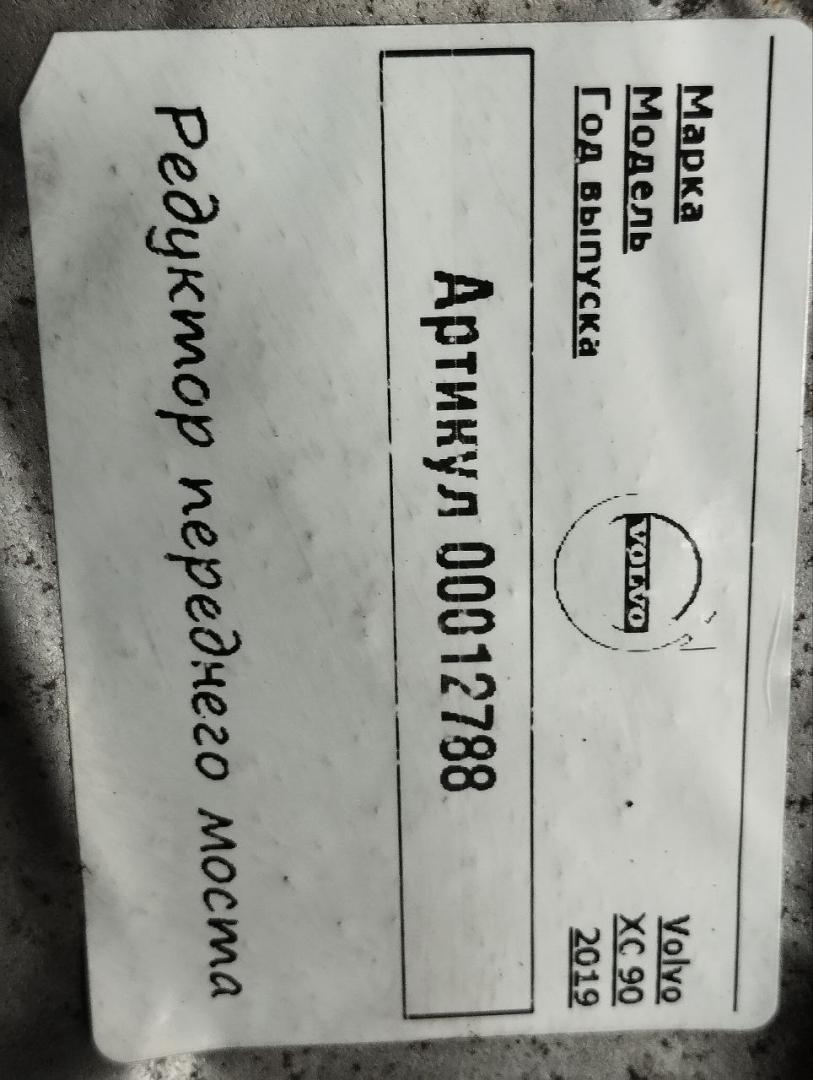 Марка Volvo
Модель XC 90
Год выпуска 2019
VOLVO
Артикул 00012788
Редуктор переднего моста